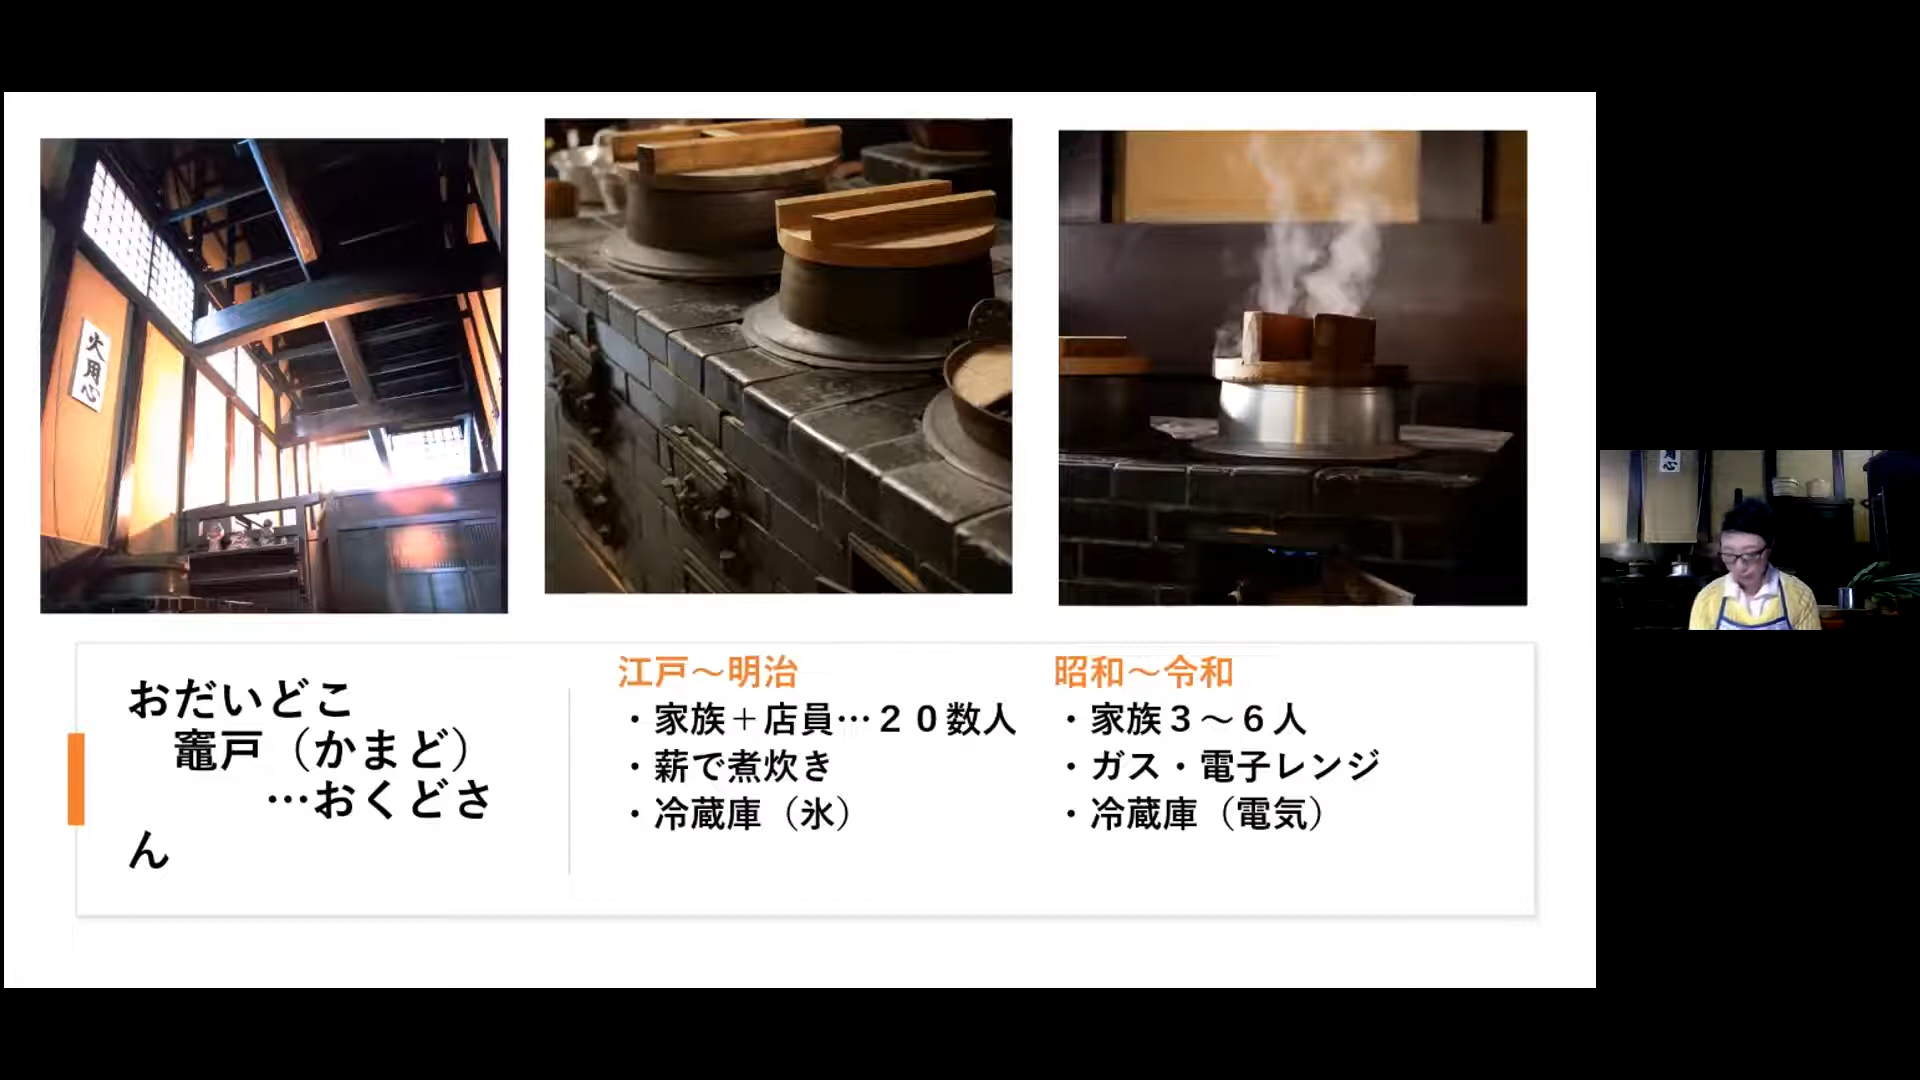 火用心
おだいどこ
竈戸（かまど）
…おくどさ
ん
江戸～明治
・家族＋店員…２０数人
・薪で煮炊き
・冷蔵庫（氷）
昭和～令和
・家族３～６人
・ガス・電子レンジ
・冷蔵庫（電気）
用心